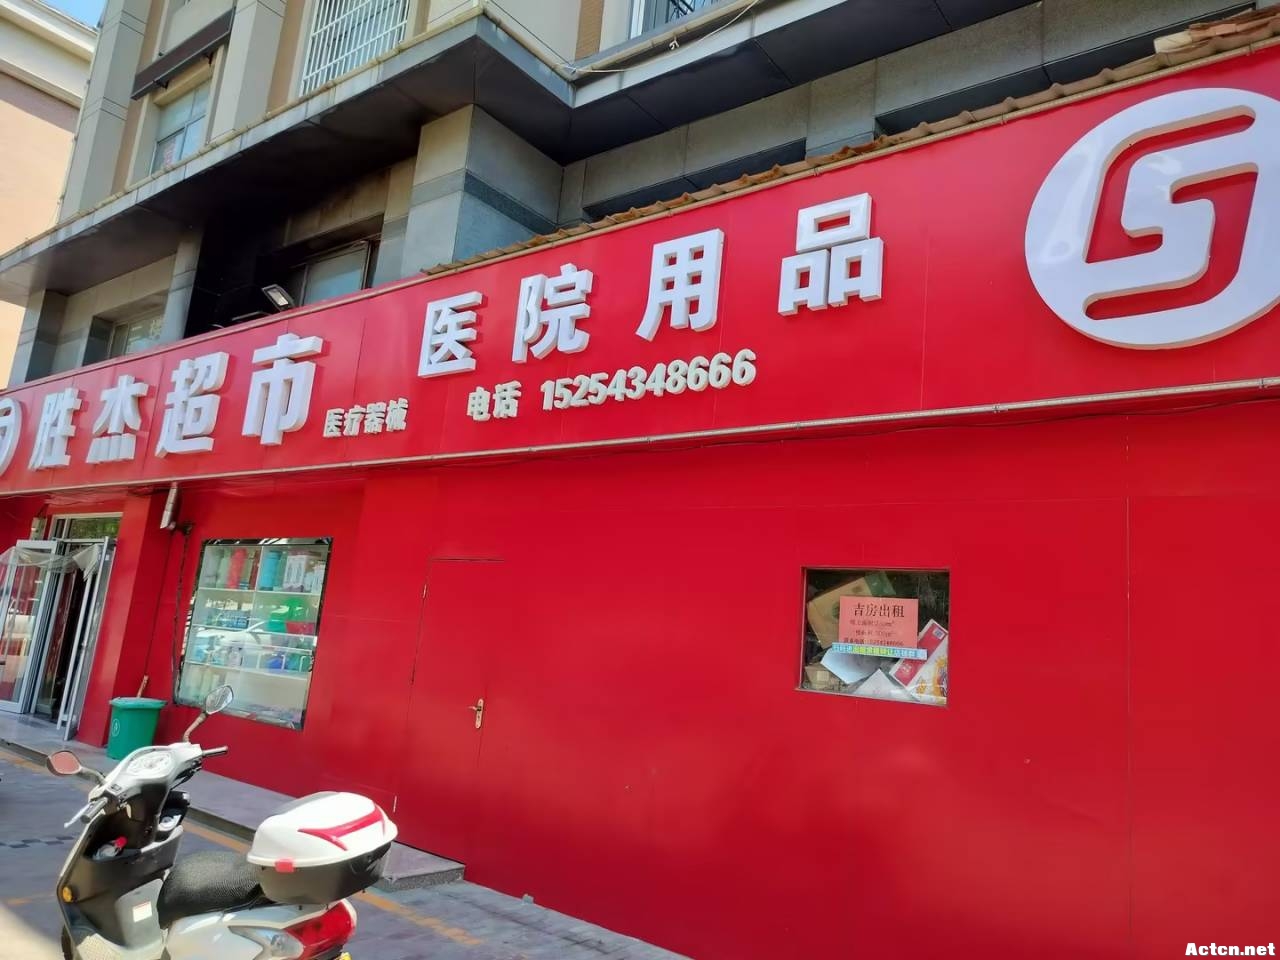 胜杰超市
医疗器械
医院用品
电话 15254348666
吉房出租
Actcn.net